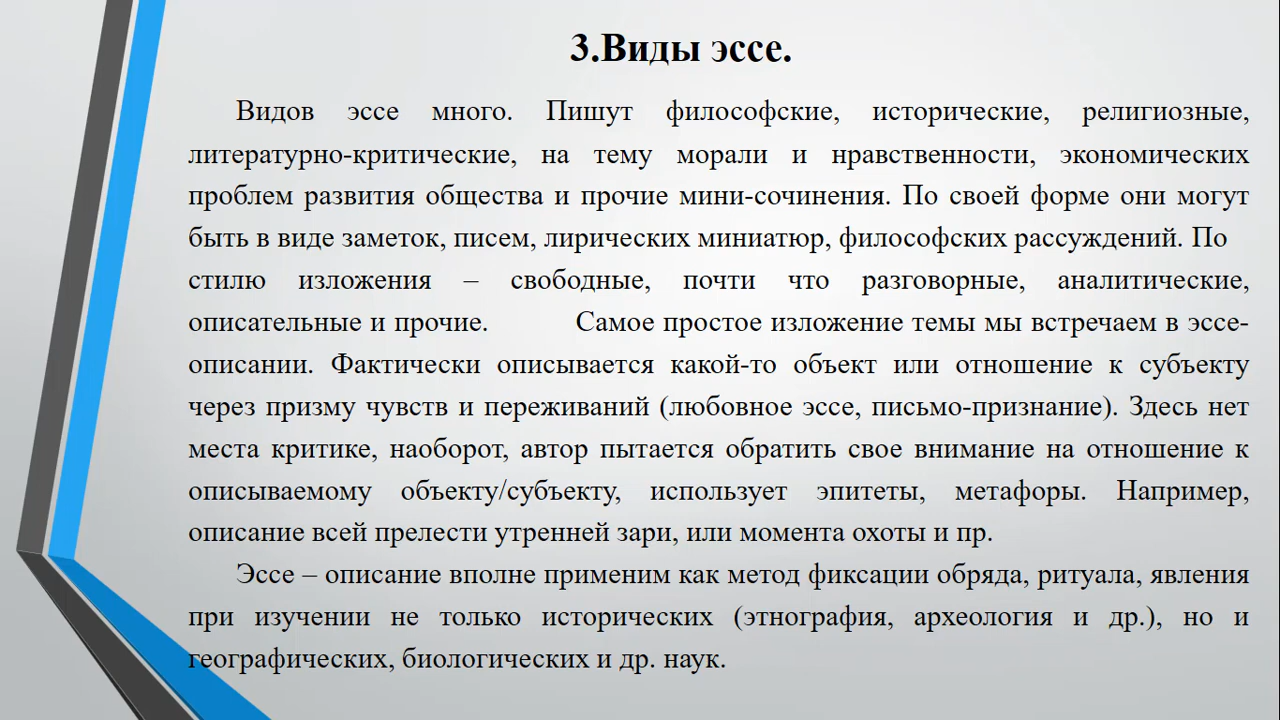 3.Виды эссе.
Видов эссе много. Пишут философские, исторические, религиозные,
литературно-критические, на тему морали и нравственности, экономических
проблем развития общества и прочие мини-сочинения. По своей форме они могут
быть в виде заметок, писем, лирических миниатюр, философских рассуждений. По
стилю изложения – свободные, почти что разговорные, аналитические,
описательные и прочие. Самое простое изложение темы мы встречаем в эссе-
описании. Фактически описывается какой-то объект или отношение к субъекту
через призму чувств и переживаний (любовное эссе, письмо-признание). Здесь нет
места критике, наоборот, автор пытается обратить свое внимание на отношение к
описываемому объекту/субъекту, использует эпитеты, метафоры. Например,
описание всей прелести утренней зари, или момента охоты и пр.
Эссе – описание вполне применим как метод фиксации обряда, ритуала, явления
при изучении не только исторических (этнография, археология и др.), но и
географических, биологических и др. наук.